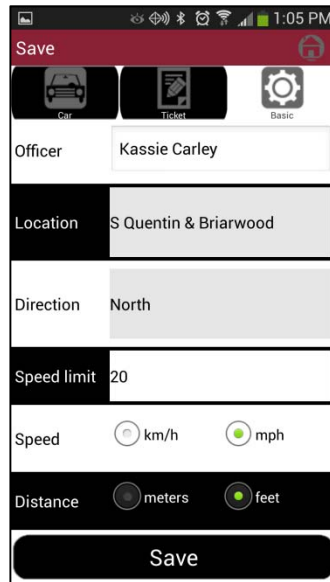 1:05 PM
Save
Car Ticket Basic
Officer Kassie Carley
Location S Quentin & Briarwood
Direction North
Speed limit 20
Speed km/h mph
Distance meters feet
Save